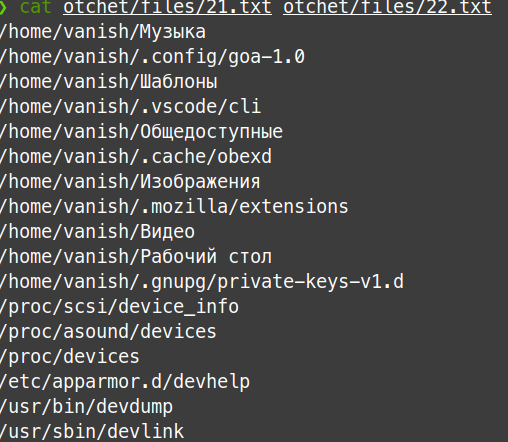 ❯ cat otchet/files/21.txt otchet/files/22.txt
/home/vanish/Музыка
/home/vanish/.config/goa-1.0
/home/vanish/Шаблоны
/home/vanish/.vscode/cli
/home/vanish/Общедоступные
/home/vanish/.cache/obexd
/home/vanish/Изображения
/home/vanish/.mozilla/extensions
/home/vanish/Видео
/home/vanish/Рабочий стол
/home/vanish/.gnupg/private-keys-v1.d
/proc/scsi/device_info
/proc/asound/devices
/proc/devices
/etc/apparmor.d/devhelp
/usr/bin/devdump
/usr/sbin/devlink